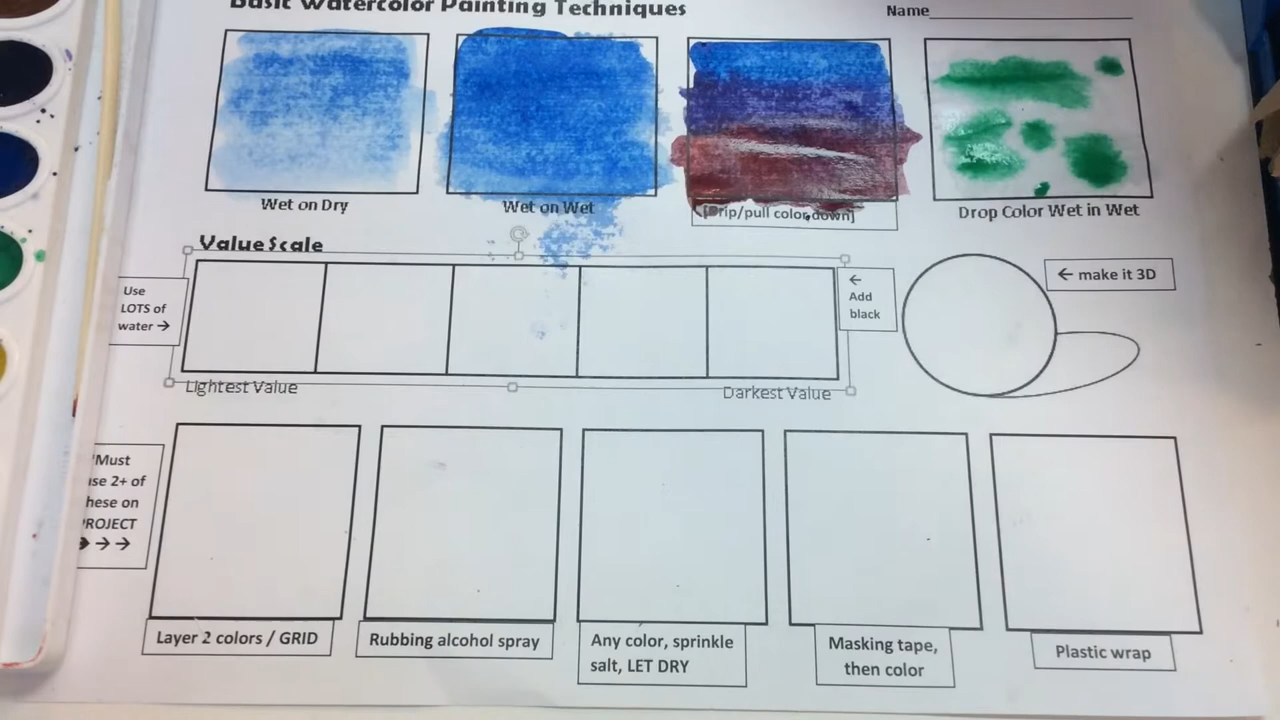 Basic Watercolor Painting Techniques
Name
Wet on Dry
Wet on Wet
[Drip/pull color down]
Drop Color Wet in Wet
Value Scale
Use
LOTS of
water →
←
Add
black
← make it 3D
Lightest Value
Darkest Value
Must
use 2+ of
these on
PROJECT
→→→
Layer 2 colors / GRID
Rubbing alcohol spray
Any color, sprinkle
salt, LET DRY
Masking tape,
then color
Plastic wrap